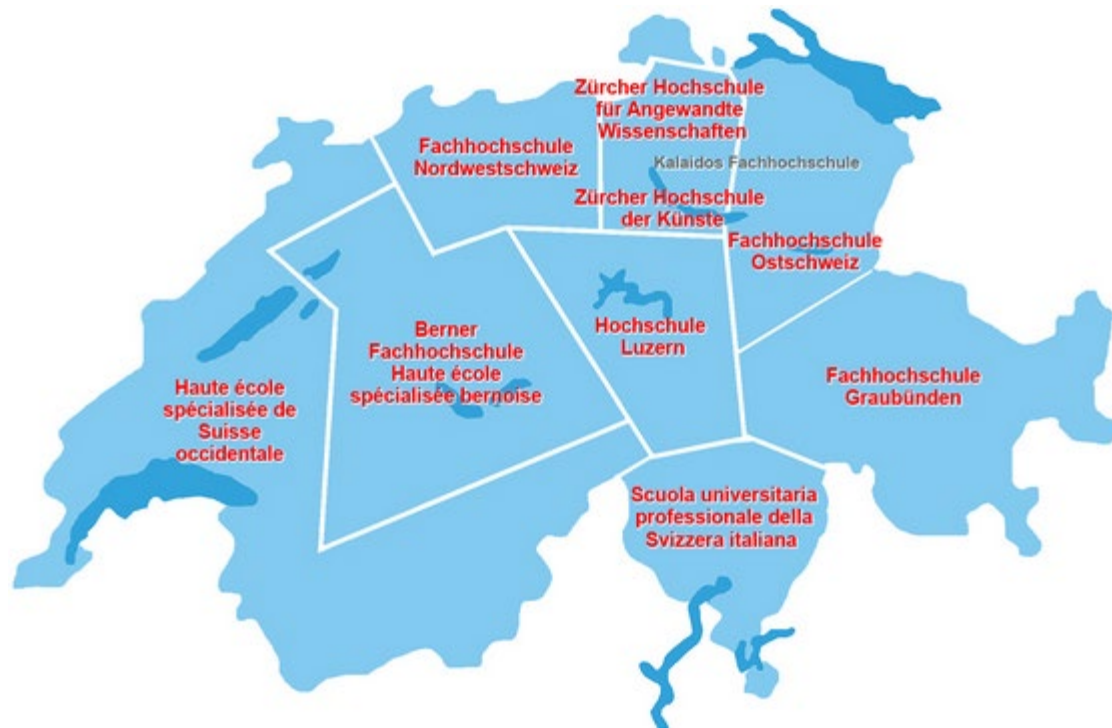 Zürcher Hochschule
für Angewandte
Wissenschaften
Fachhochschule
Nordwestschweiz
Kalaidos Fachhochschule
Zürcher Hochschule
der Künste
Fachhochschule
Ostschweiz
Berner
Fachhochschule
Haute école
spécialisée bernoise
Hochschule
Luzern
Haute école
spécialisée de
Suisse
occidentale
Fachhochschule
Graubünden
Scuola universitaria
professionale della
Svizzera italiana